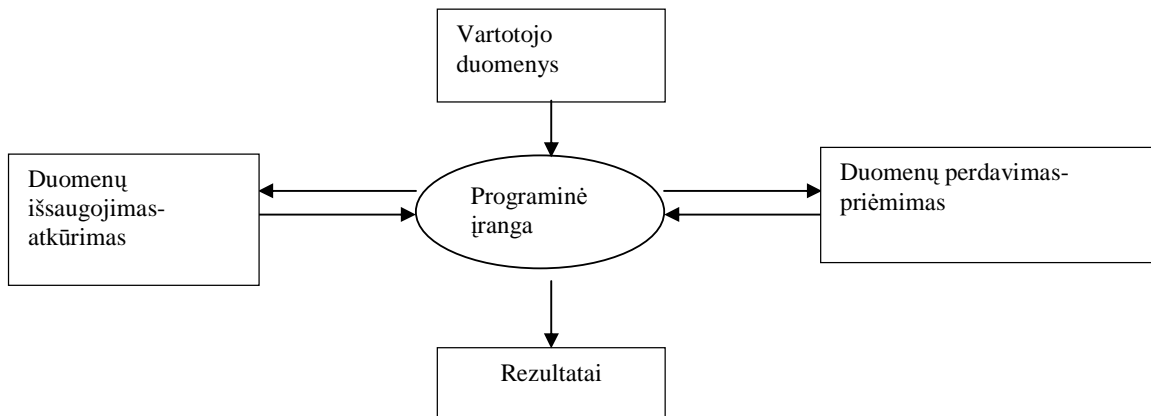 Vartotojo
duomenys
Duomenų
išsaugojimas-
atkūrimas
Programinė
įranga
Duomenų perdavimas-
priėmimas
Rezultatai